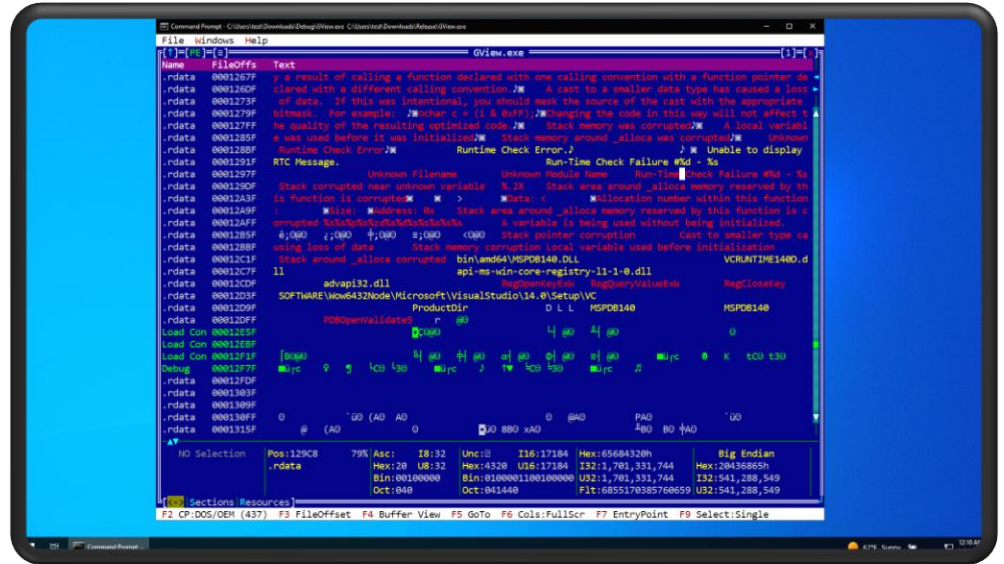 Command Prompt - C:\Users\test\Downloads\Debug\GView.exe C:\Users\test\Downloads\Release\GView.exe
File Windows Help
[↑]=[PE]=[≡] GView.exe [1]=[x]
Name FileOffs Text
.rdata 0001267F y a result of calling a function declared with one calling convention with a function pointer de
.rdata 000126DF clared with a different calling convention.♪◙ A cast to a smaller data type has caused a loss
.rdata 0001273F of data. If this was intentional, you should mask the source of the cast with the appropriate
.rdata 0001279F bitmask. For example: ♪◙◘char c = (i & 0xFF);♪◙Changing the code in this way will not affect t
.rdata 000127FF he quality of the resulting optimized code.♪◙ Stack memory was corrupted♪◙ A local variabl
.rdata 0001285F e was used before it was initialized♪◙ Stack memory around _alloca was corrupted♪◙ Unknown
.rdata 000128BF Runtime Check Error♪◙ Runtime Check Error.♪ ♪◙ Unable to display
.rdata 0001291F RTC Message. Run-Time Check Failure #%d - %s
.rdata 0001297F Unknown Filename Unknown Module Name Run-Time Check Failure #%d - %s
.rdata 000129DF Stack corrupted near unknown variable %.2X Stack area around _alloca memory reserved by th
.rdata 00012A3F is function is corrupted◙ ◙ > ◙Data: < ◙Allocation number within this function
.rdata 00012A9F : ◙Size: ◙Address: 0x Stack area around _alloca memory reserved by this function is c
.rdata 00012AFF orrupted %s%s%p%s%zd%s%d%s%s%s%s%s A variable is being used without being initialized.
.rdata 00012B5F Stack pointer corruption Cast to smaller type ca
.rdata 00012BBF using loss of data Stack memory corruption Local variable used before initialization
.rdata 00012C1F Stack around _alloca corrupted bin\amd64\MSPDB140.DLL VCRUNTIME140D.d
.rdata 00012C7F ll api-ms-win-core-registry-l1-1-0.dll
.rdata 00012CDF advapi32.dll RegOpenKeyExW RegQueryValueExW RegCloseKey
.rdata 00012D3F SOFTWARE\Wow6432Node\Microsoft\VisualStudio\14.0\Setup\VC
.rdata 00012D9F ProductDir D L L MSPDB140 MSPDB140
.rdata 00012DFF PDBOpenValidate5 r
Load Con 00012E5F
Load Con 00012EBF
Load Con 00012F1F
Debug 00012F7F
.rdata 00012FDF
.rdata 0001303F
.rdata 0001309F
.rdata 000130FF
.rdata 0001315F
NO Selection Pos:129C8 79% Asc: I8:32 Unc: I16:17184 Hex:65684320h Big Endian
.rdata Hex:20 U8:32 Hex:4320 U16:17184 I32:1,701,331,744 Hex:20436865h
Bin:00100000 Bin:0100001100100000 U32:1,701,331,744 I32:541,288,549
Oct:040 Oct:041440 Flt:6855170385760659 U32:541,288,549
[<->] Sections Resources]
F2 CP:DOS/OEM (437) F3 FileOffset F4 Buffer View F5 GoTo F6 Cols:FullScr F7 EntryPoint F9 Select:Single
Command Prompt - 67°F Sunny 12:10 AM